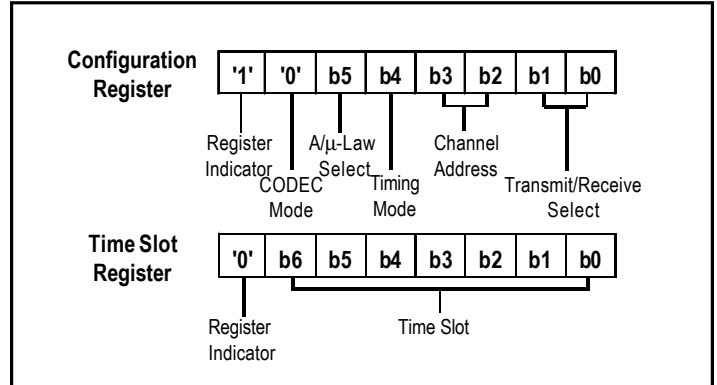 Configuration
Register
'1' '0' b5 b4 b3 b2 b1 b0
Register
Indicator
CODEC
Mode
A/μ-Law
Select
Timing
Mode
Channel
Address
Transmit/Receive
Select
Time Slot
Register
'0' b6 b5 b4 b3 b2 b1 b0
Register
Indicator
Time Slot